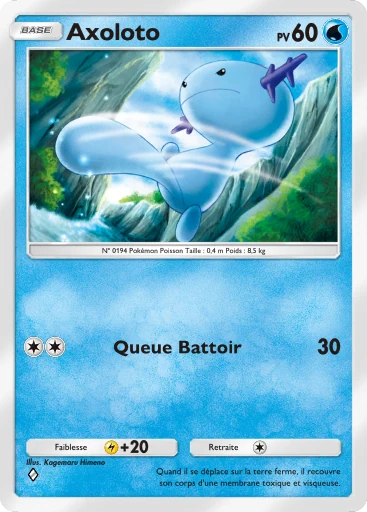 BASE Axoloto PV 60
N° 0194 Pokémon Poisson Taille : 0,4 m Poids : 8,5 kg
Queue Battoir 30
Faiblesse +20 Retraite
Illus. Kagemaru Himeno
Quand il se déplace sur la terre ferme, il recouvre
son corps d'une membrane toxique et visqueuse.